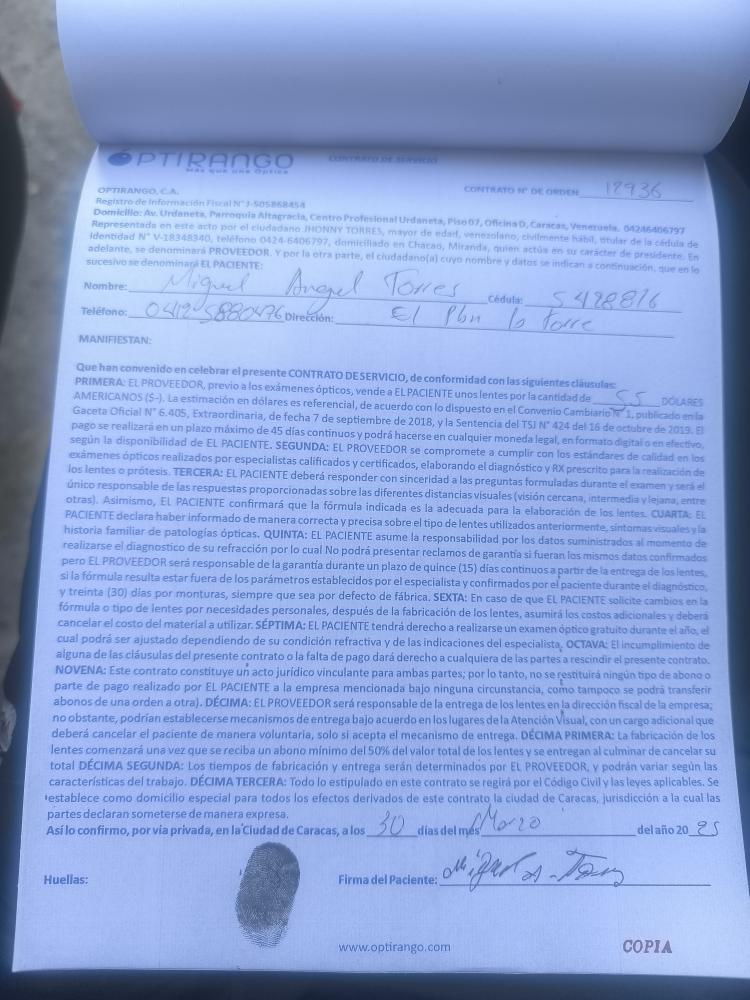 OPTIRANGO
Más que una Óptica
CONTRATO DE SERVICIO
OPTIRANGO, C.A.
CONTRATO N° DE ORDEN 12936
Registro de Información Fiscal N° J-505868454
Domicilio: Av. Urdaneta, Parroquia Altagracia, Centro Profesional Urdaneta, Piso 07, Oficina D, Caracas, Venezuela. 04246406797
Representada en este acto por el ciudadano JHONNY TORRES, mayor de edad, venezolano, civilmente hábil, titular de la cédula de
Identidad N° V-18348340, teléfono 0424-6406797, domiciliado en Chacao, Miranda, quien actúa en su carácter de presidente. En
adelante, se denominará PROVEEDOR. Y por la otra parte, el ciudadano(a) cuyo nombre y datos se indican a continuación, que en lo
sucesivo se denominará EL PACIENTE:
Nombre: Miguel Angel Torres Cédula: 5428816
Teléfono: 0412-5880476 Dirección: El la torre
MANIFIESTAN:
Que han convenido en celebrar el presente CONTRATO DE SERVICIO, de conformidad con las siguientes cláusulas:
PRIMERA: EL PROVEEDOR, previo a los exámenes ópticos, vende a EL PACIENTE unos lentes por la cantidad de 55 DÓLARES
AMERICANOS ($-). La estimación en dólares es referencial, de acuerdo con lo dispuesto en el Convenio Cambiario N° 1, publicado en la
Gaceta Oficial N° 6.405, Extraordinaria, de fecha 7 de septiembre de 2018, y la Sentencia del TSJ N° 424 del 16 de octubre de 2019. El
pago se realizará en un plazo máximo de 45 días continuos y podrá hacerse en cualquier moneda legal, en formato digital o en efectivo,
según la disponibilidad de EL PACIENTE. SEGUNDA: EL PROVEEDOR se compromete a cumplir con los estándares de calidad en los
exámenes ópticos realizados por especialistas calificados y certificados, elaborando el diagnóstico y RX prescrito para la realización de
los lentes o prótesis. TERCERA: EL PACIENTE deberá responder con sinceridad a las preguntas formuladas durante el examen y será el
único responsable de las respuestas proporcionadas sobre las diferentes distancias visuales (visión cercana, intermedia y lejana, entre
otras). Asimismo, EL PACIENTE confirmará que la fórmula indicada es la adecuada para la elaboración de los lentes. CUARTA: EL
PACIENTE declara haber informado de manera correcta y precisa sobre el tipo de lentes utilizados anteriormente, síntomas visuales y la
historia familiar de patologías ópticas. QUINTA: EL PACIENTE asume la responsabilidad por los datos suministrados al momento de
realizarse el diagnostico de su refracción por lo cual No podrá presentar reclamos de garantía si fueran los mismos datos confirmados
pero EL PROVEEDOR será responsable de la garantía durante un plazo de quince (15) días continuos a partir de la entrega de los lentes,
si la fórmula resulta estar fuera de los parámetros establecidos por el especialista y confirmados por el paciente durante el diagnóstico,
y treinta (30) días por monturas, siempre que sea por defecto de fábrica. SEXTA: En caso de que EL PACIENTE solicite cambios en la
fórmula o tipo de lentes por necesidades personales, después de la fabricación de los lentes, asumirá los costos adicionales y deberá
cancelar el costo del material a utilizar. SÉPTIMA: EL PACIENTE tendrá derecho a realizarse un examen óptico gratuito durante el año, el
cual podrá ser ajustado dependiendo de su condición refractiva y de las indicaciones del especialista. OCTAVA: El incumplimiento de
alguna de las cláusulas del presente contrato o la falta de pago dará derecho a cualquiera de las partes a rescindir el presente contrato.
NOVENA: Este contrato constituye un acto jurídico vinculante para ambas partes; por lo tanto, no se restituirá ningún tipo de abono o
parte de pago realizado por EL PACIENTE a la empresa mencionada bajo ninguna circunstancia, como tampoco se podrá transferir
abonos de una orden a otra). DÉCIMA: EL PROVEEDOR será responsable de la entrega de los lentes en la dirección fiscal de la empresa;
no obstante, podrían establecerse mecanismos de entrega bajo acuerdo en los lugares de la Atención Visual, con un cargo adicional que
deberá cancelar el paciente de manera voluntaria, solo si acepta el mecanismo de entrega. DÉCIMA PRIMERA: La fabricación de los
lentes comenzará una vez que se reciba un abono mínimo del 50% del valor total de los lentes y se entregan al culminar de cancelar su
total DÉCIMA SEGUNDA: Los tiempos de fabricación y entrega serán determinados por EL PROVEEDOR, y podrán variar según las
características del trabajo. DÉCIMA TERCERA: Todo lo estipulado en este contrato se regirá por el Código Civil y las leyes aplicables. Se
establece como domicilio especial para todos los efectos derivados de este contrato la ciudad de Caracas, jurisdicción a la cual las
partes declaran someterse de manera expresa.
Así lo confirmo, por vía privada, en la Ciudad de Caracas, a los 30 días del mes Marzo del año 20 25
Huellas:
Firma del Paciente: Miguel A. Torres
www.optirango.com
COPIA